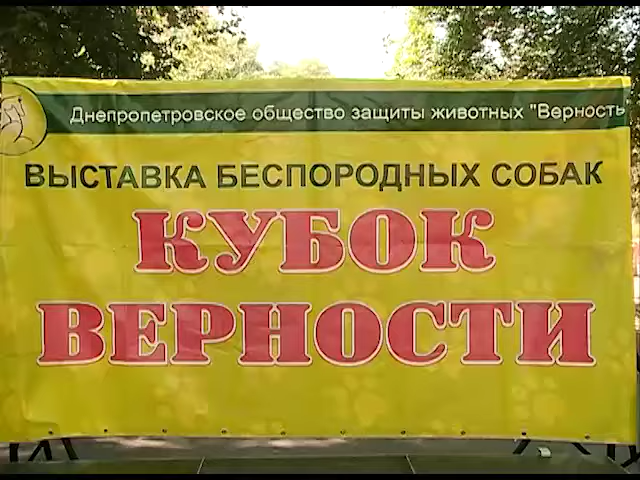 Днепропетровское общество защиты животных "Верность
ВЫСТАВКА БЕСПОРОДНЫХ СОБАК
КУБОК
ВЕРНОСТИ